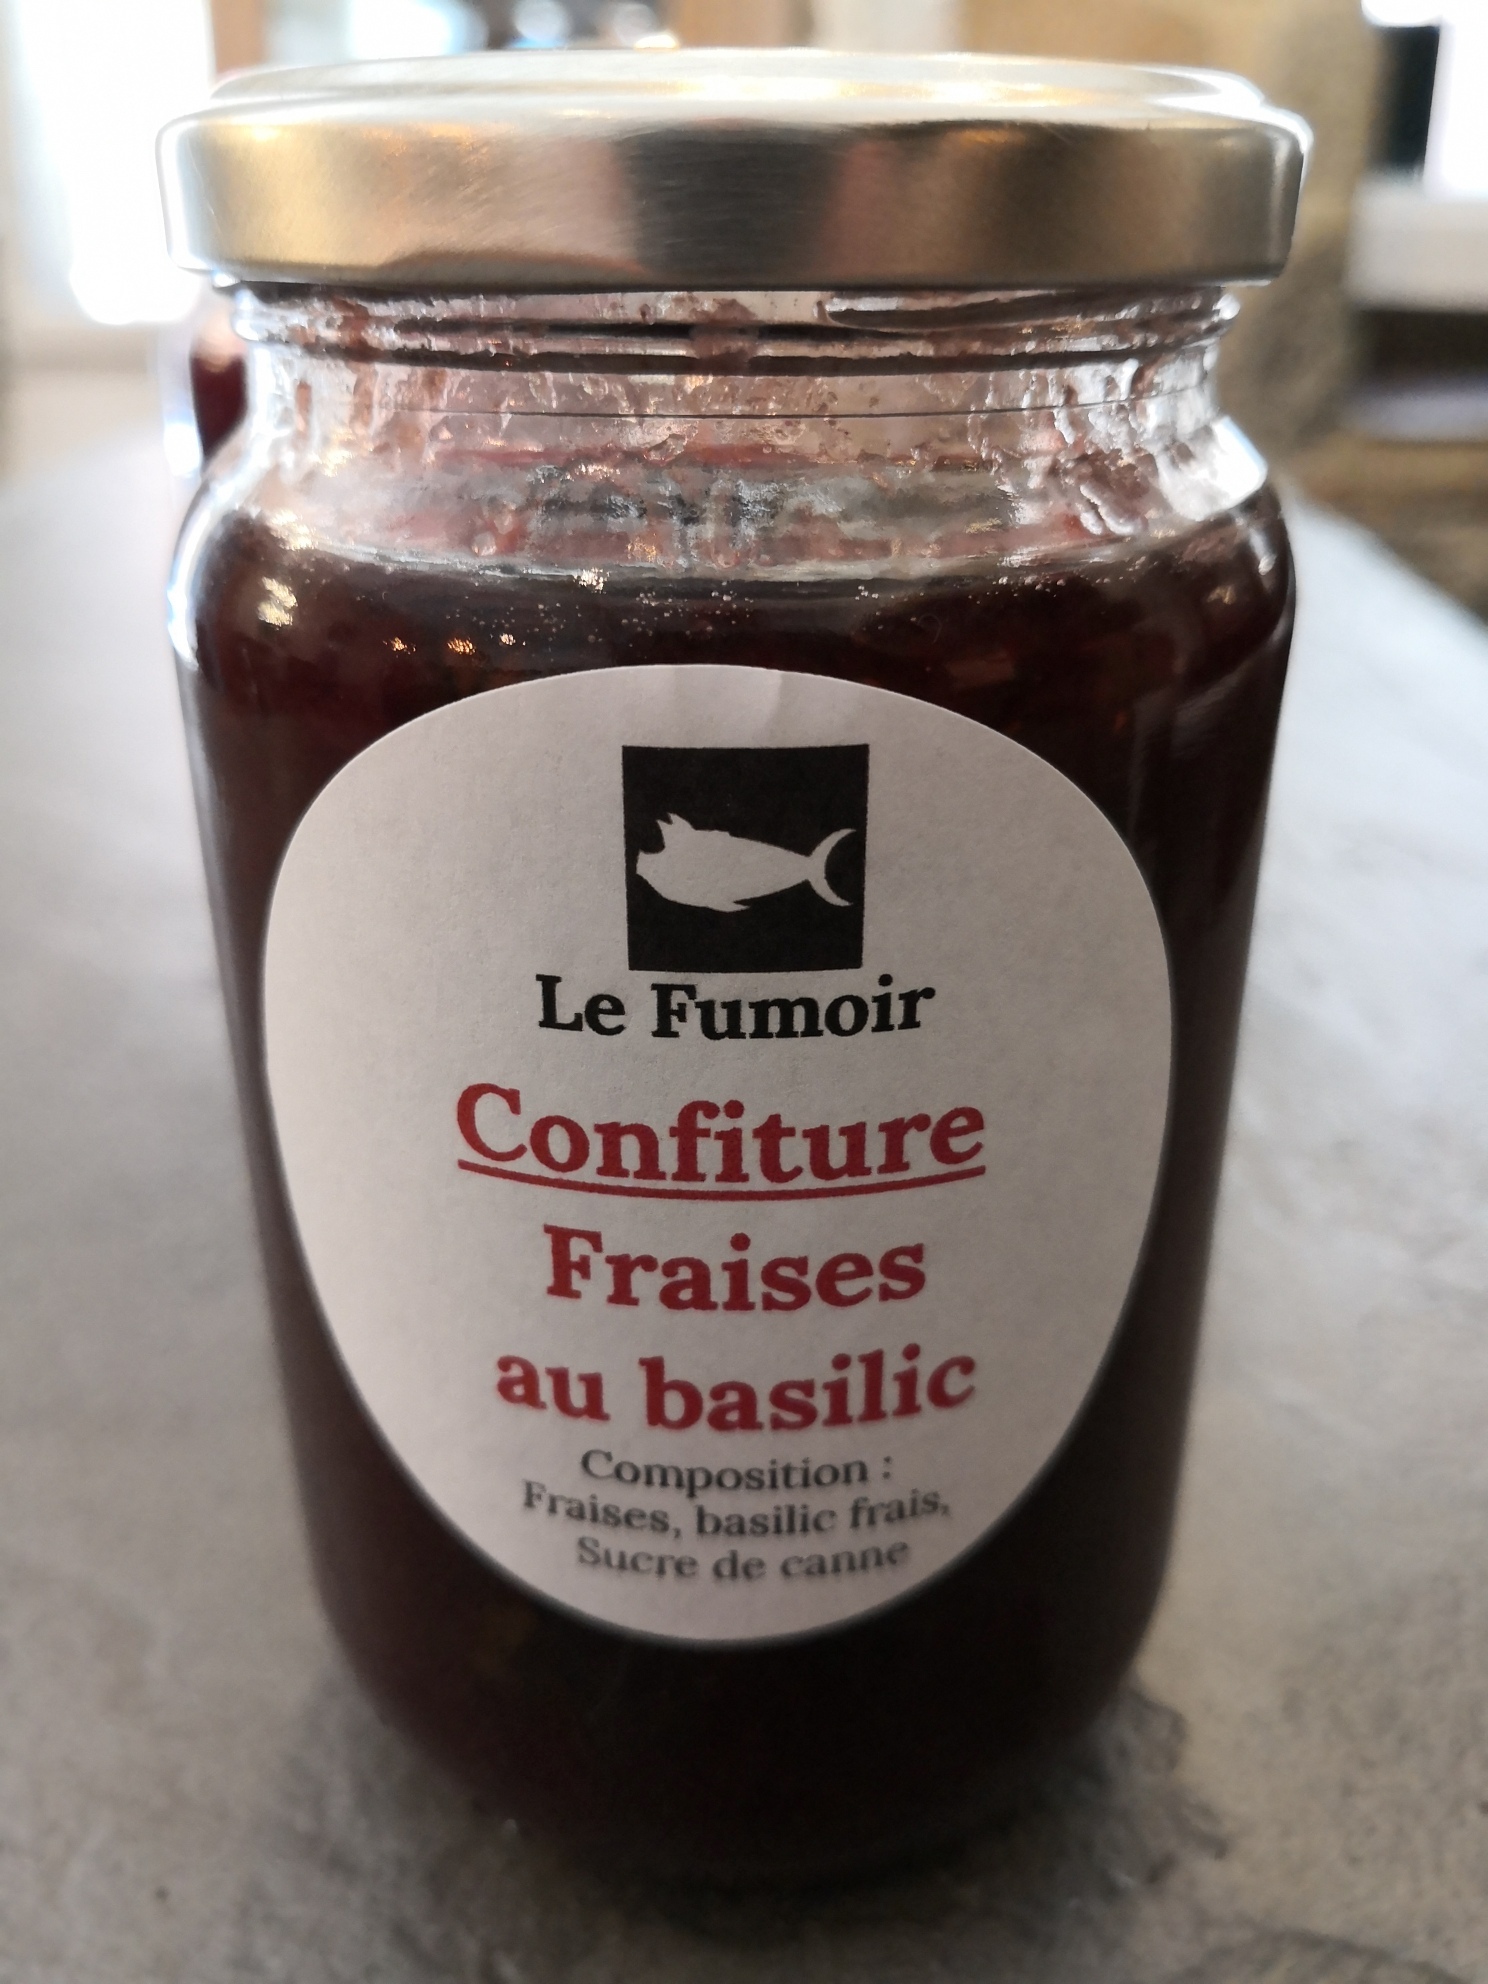 Le Fumoir
Confiture
Fraises
au basilic
Composition :
Fraises, basilic frais,
Sucre de canne